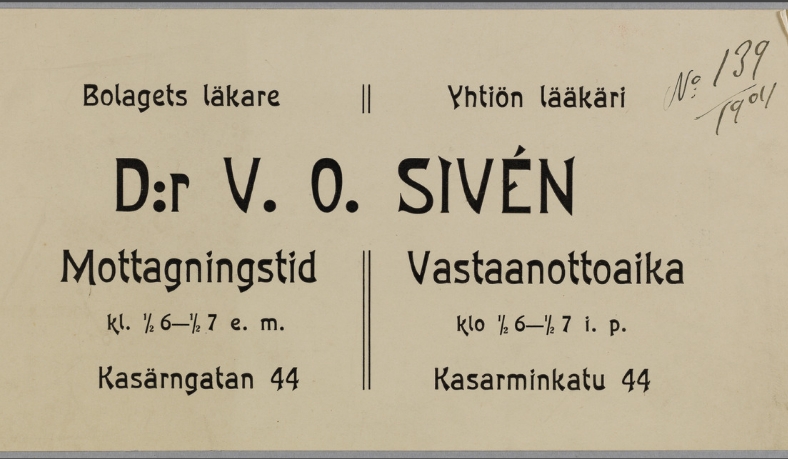 Bolagets läkare || Yhtiön lääkäri
No: 139
1904
D:r V. O. SIVÉN
Mottagningstid
kl. ½ 6—½ 7 e. m.
Kasärngatan 44
Vastaanottoaika
klo ½ 6—½ 7 i. p.
Kasarminkatu 44